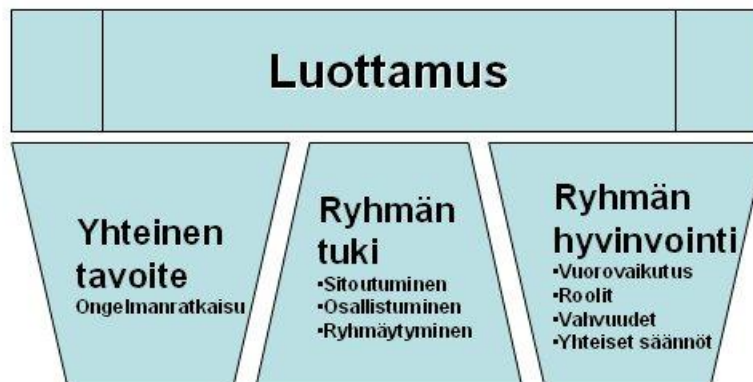 Luottamus
Yhteinen
tavoite
Ongelmanratkaisu
Ryhmän
tuki
▪Sitoutuminen
▪Osallistuminen
▪Ryhmäytyminen
Ryhmän
hyvinvointi
▪Vuorovaikutus
▪Roolit
▪Vahvuudet
▪Yhteiset säännöt